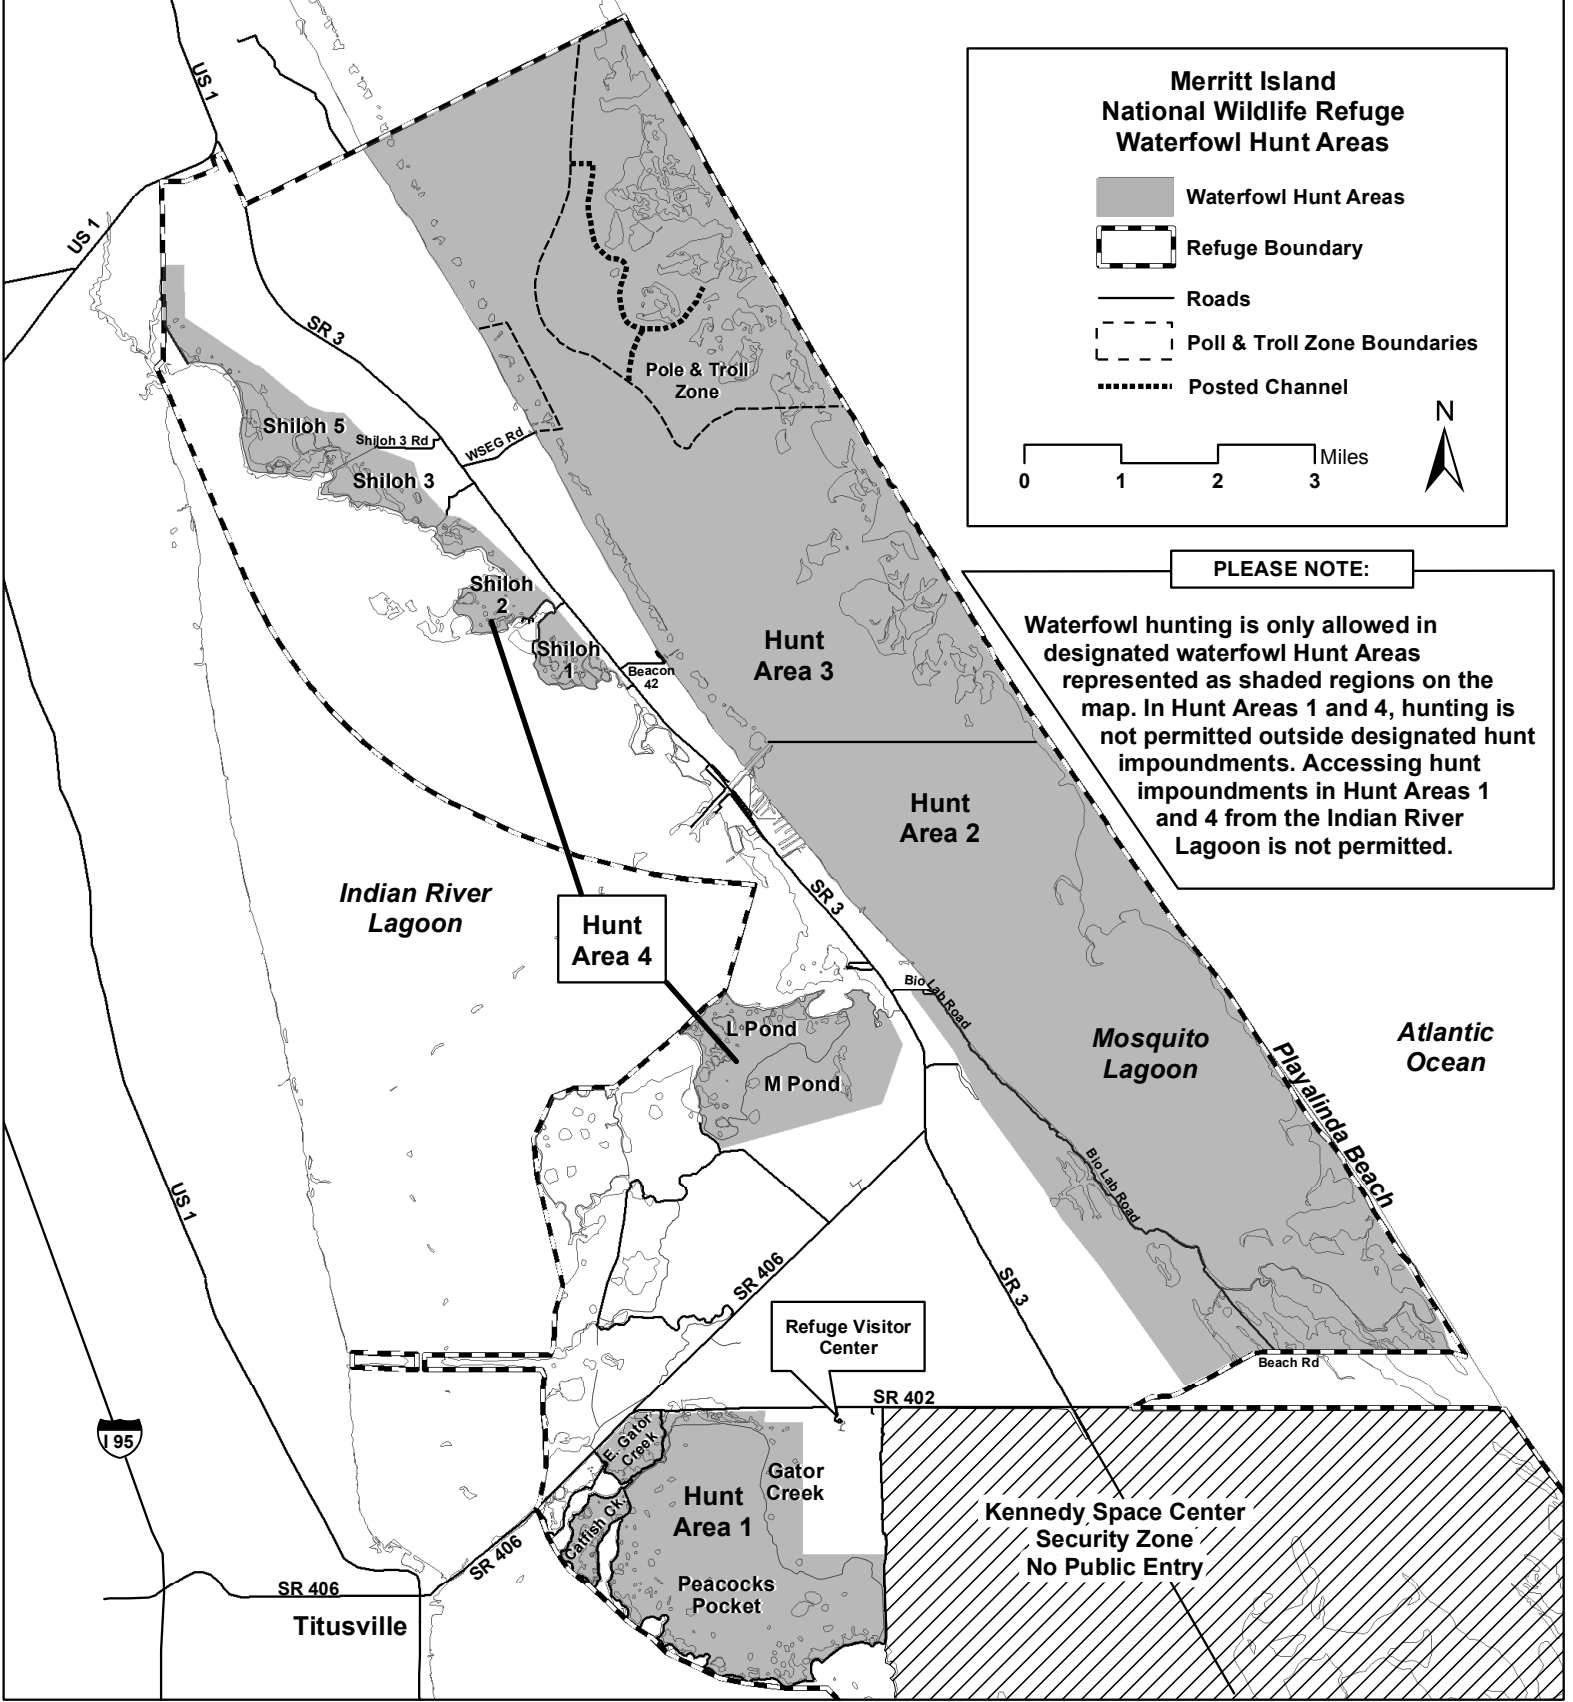 Merritt Island
National Wildlife Refuge
Waterfowl Hunt Areas
Waterfowl Hunt Areas
Refuge Boundary
Roads
Poll & Troll Zone Boundaries
Posted Channel
N
Miles
0 1 2 3
PLEASE NOTE:
Waterfowl hunting is only allowed in
designated waterfowl Hunt Areas
represented as shaded regions on the
map. In Hunt Areas 1 and 4, hunting is
not permitted outside designated hunt
impoundments. Accessing hunt
impoundments in Hunt Areas 1
and 4 from the Indian River
Lagoon is not permitted.
US 1
US 1
SR 3
Pole & Troll
Zone
Shiloh 5
Shiloh 3 Rd
WSEG Rd
Shiloh 3
Shiloh
2
Shiloh
1
Beacon
42
Hunt
Area 3
Hunt
Area 2
Indian River
Lagoon
SR 3
Hunt
Area 4
Bio Lab Road
L Pond
M Pond
Mosquito
Lagoon
Atlantic
Ocean
Playalinda Beach
Bio Lab Road
US 1
SR 406
SR 3
Refuge Visitor
Center
Beach Rd
SR 402
I 95
E. Gator
Creek
Gator
Creek
Hunt
Area 1
Catfish Ck.
Kennedy Space Center
Security Zone
No Public Entry
SR 406
SR 406
Peacocks
Pocket
Titusville